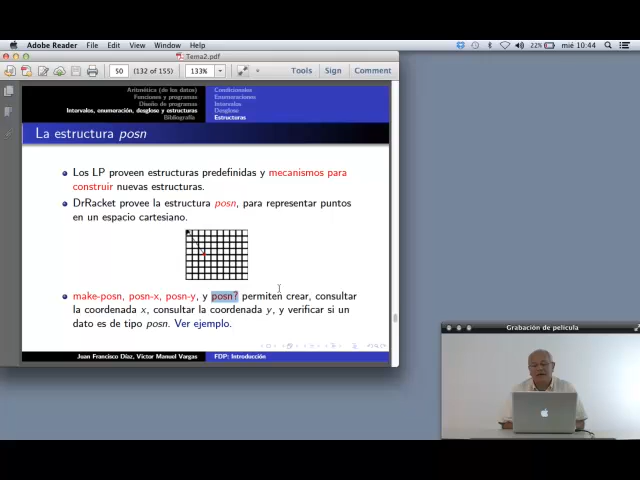 Adobe Reader File Edit View Window Help
22% mié 10:44
Tema2.pdf
50 (132 of 155) 133% Tools Sign Comment
Aritmética (de los datos)
Funciones y programas
Diseño de programas
Intervalos, enumeración, desglose y estructuras
Bibliografía
Condicionales
Enumeraciones
Intervalos
Desglose
Estructuras
La estructura posn
Los LP proveen estructuras predefinidas y mecanismos para
construir nuevas estructuras.
DrRacket provee la estructura posn, para representar puntos
en un espacio cartesiano.
make-posn, posn-x, posn-y, y posn? permiten crear, consultar
la coordenada x, consultar la coordenada y, y verificar si un
dato es de tipo posn. Ver ejemplo.
Juan Francisco Díaz, Victor Manuel Vargas FDP: Introducción
Grabación de película